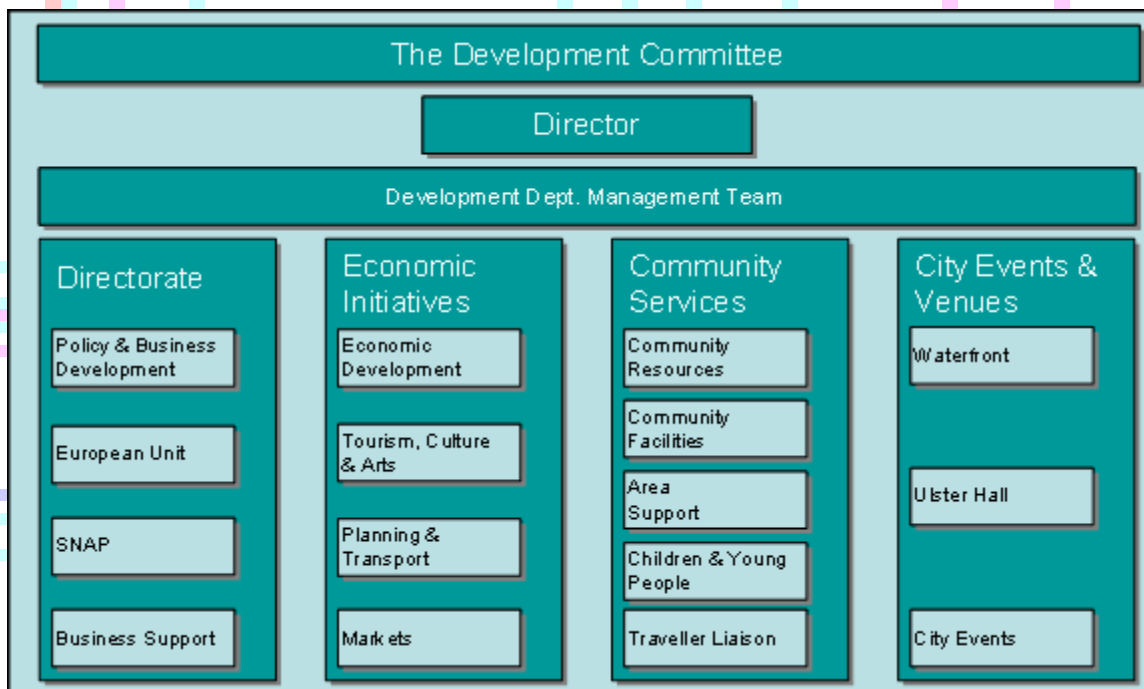 The Development Committee
Director
Development Dept. Management Team
Directorate
Policy & Business
Development
European Unit
SNAP
Business Support
Economic
Initiatives
Economic
Development
Tourism, Culture
& Arts
Planning &
Transport
Markets
Community
Services
Community
Resources
Community
Facilities
Area
Support
Children & Young
People
Traveller Liaison
City Events &
Venues
Waterfront
Ulster Hall
City Events